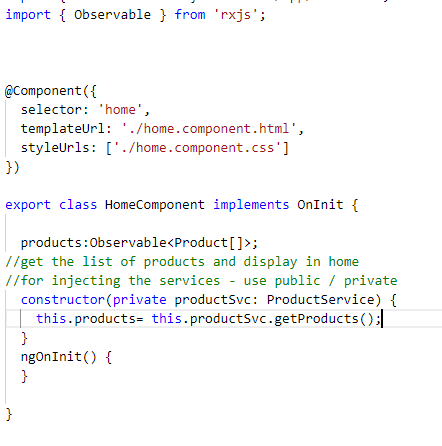 import { Observable } from 'rxjs';
@Component({
selector: 'home',
templateUrl: './home.component.html',
styleUrls: ['./home.component.css']
})
export class HomeComponent implements OnInit {
products:Observable<Product[]>;
//get the list of products and display in home
//for injecting the services - use public / private
constructor(private productSvc: ProductService) {
this.products= this.productSvc.getProducts();
}
ngOnInit() {
}
}